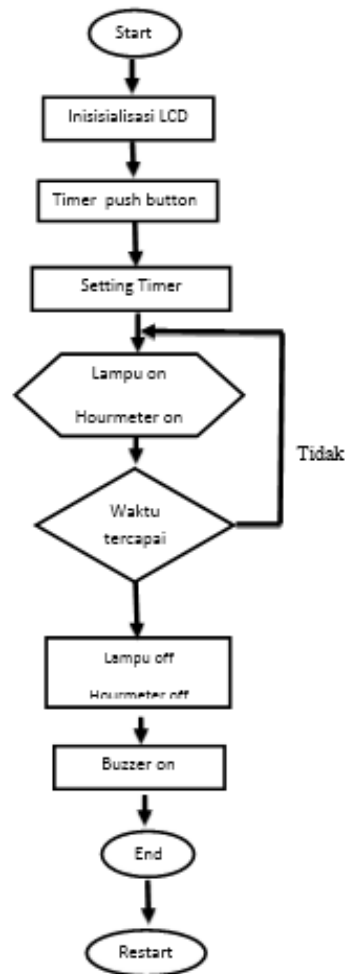 Start
Inisisialisasi LCD
Timer push button
Setting Timer
Lampu on
Hourmeter on
Tidak
Waktu
tercapai
Lampu off
Hourmeter off
Buzzer on
End
Restart